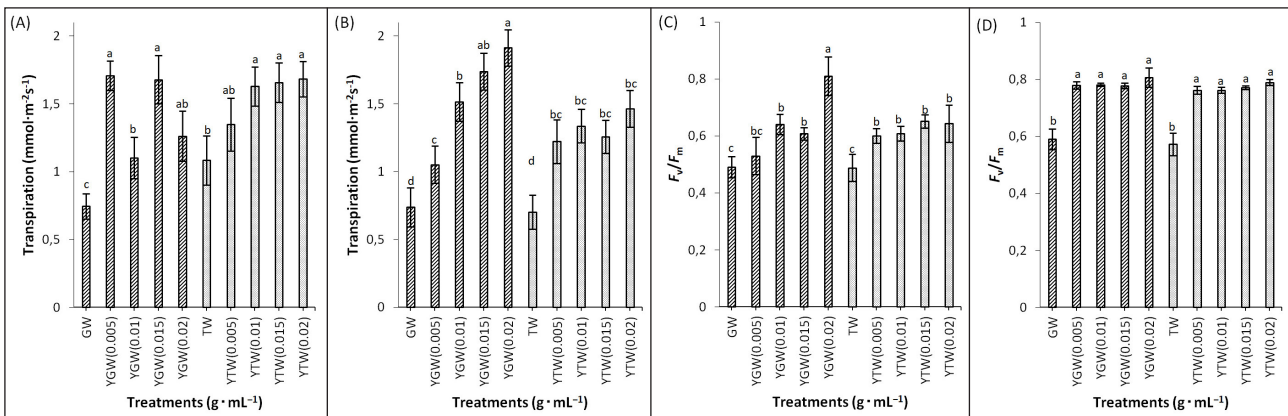 (A)
Transpiration (mmol·m⁻²s⁻¹)
2
1,5
1
0,5
0
c
a
b
a
ab
b
ab
a
a
a
GW
YGW(0.005)
YGW(0.01)
YGW(0.015)
YGW(0.02)
TW
YTW(0.005)
YTW(0.01)
YTW(0.015)
YTW(0.02)
Treatments (g · mL⁻¹)
(B)
Transpiration (mmol·m⁻²s⁻¹)
2
1,5
1
0,5
0
d
c
b
ab
a
d
bc
bc
bc
bc
GW
YGW(0.005)
YGW(0.01)
YGW(0.015)
YGW(0.02)
TW
YTW(0.005)
YTW(0.01)
YTW(0.015)
YTW(0.02)
Treatments (g · mL⁻¹)
(C)
Fv/Fm
1
0,8
0,6
0,4
0,2
0
c
bc
b
b
a
c
b
b
b
b
GW
YGW(0.005)
YGW(0.01)
YGW(0.015)
YGW(0.02)
TW
YTW(0.005)
YTW(0.01)
YTW(0.015)
YTW(0.02)
Treatments (g · mL⁻¹)
(D)
Fv/Fm
1
0,8
0,6
0,4
0,2
0
b
a
a
a
a
b
a
a
a
a
GW
YGW(0.005)
YGW(0.01)
YGW(0.015)
YGW(0.02)
TW
YTW(0.005)
YTW(0.01)
YTW(0.015)
YTW(0.02)
Treatments (g · mL⁻¹)